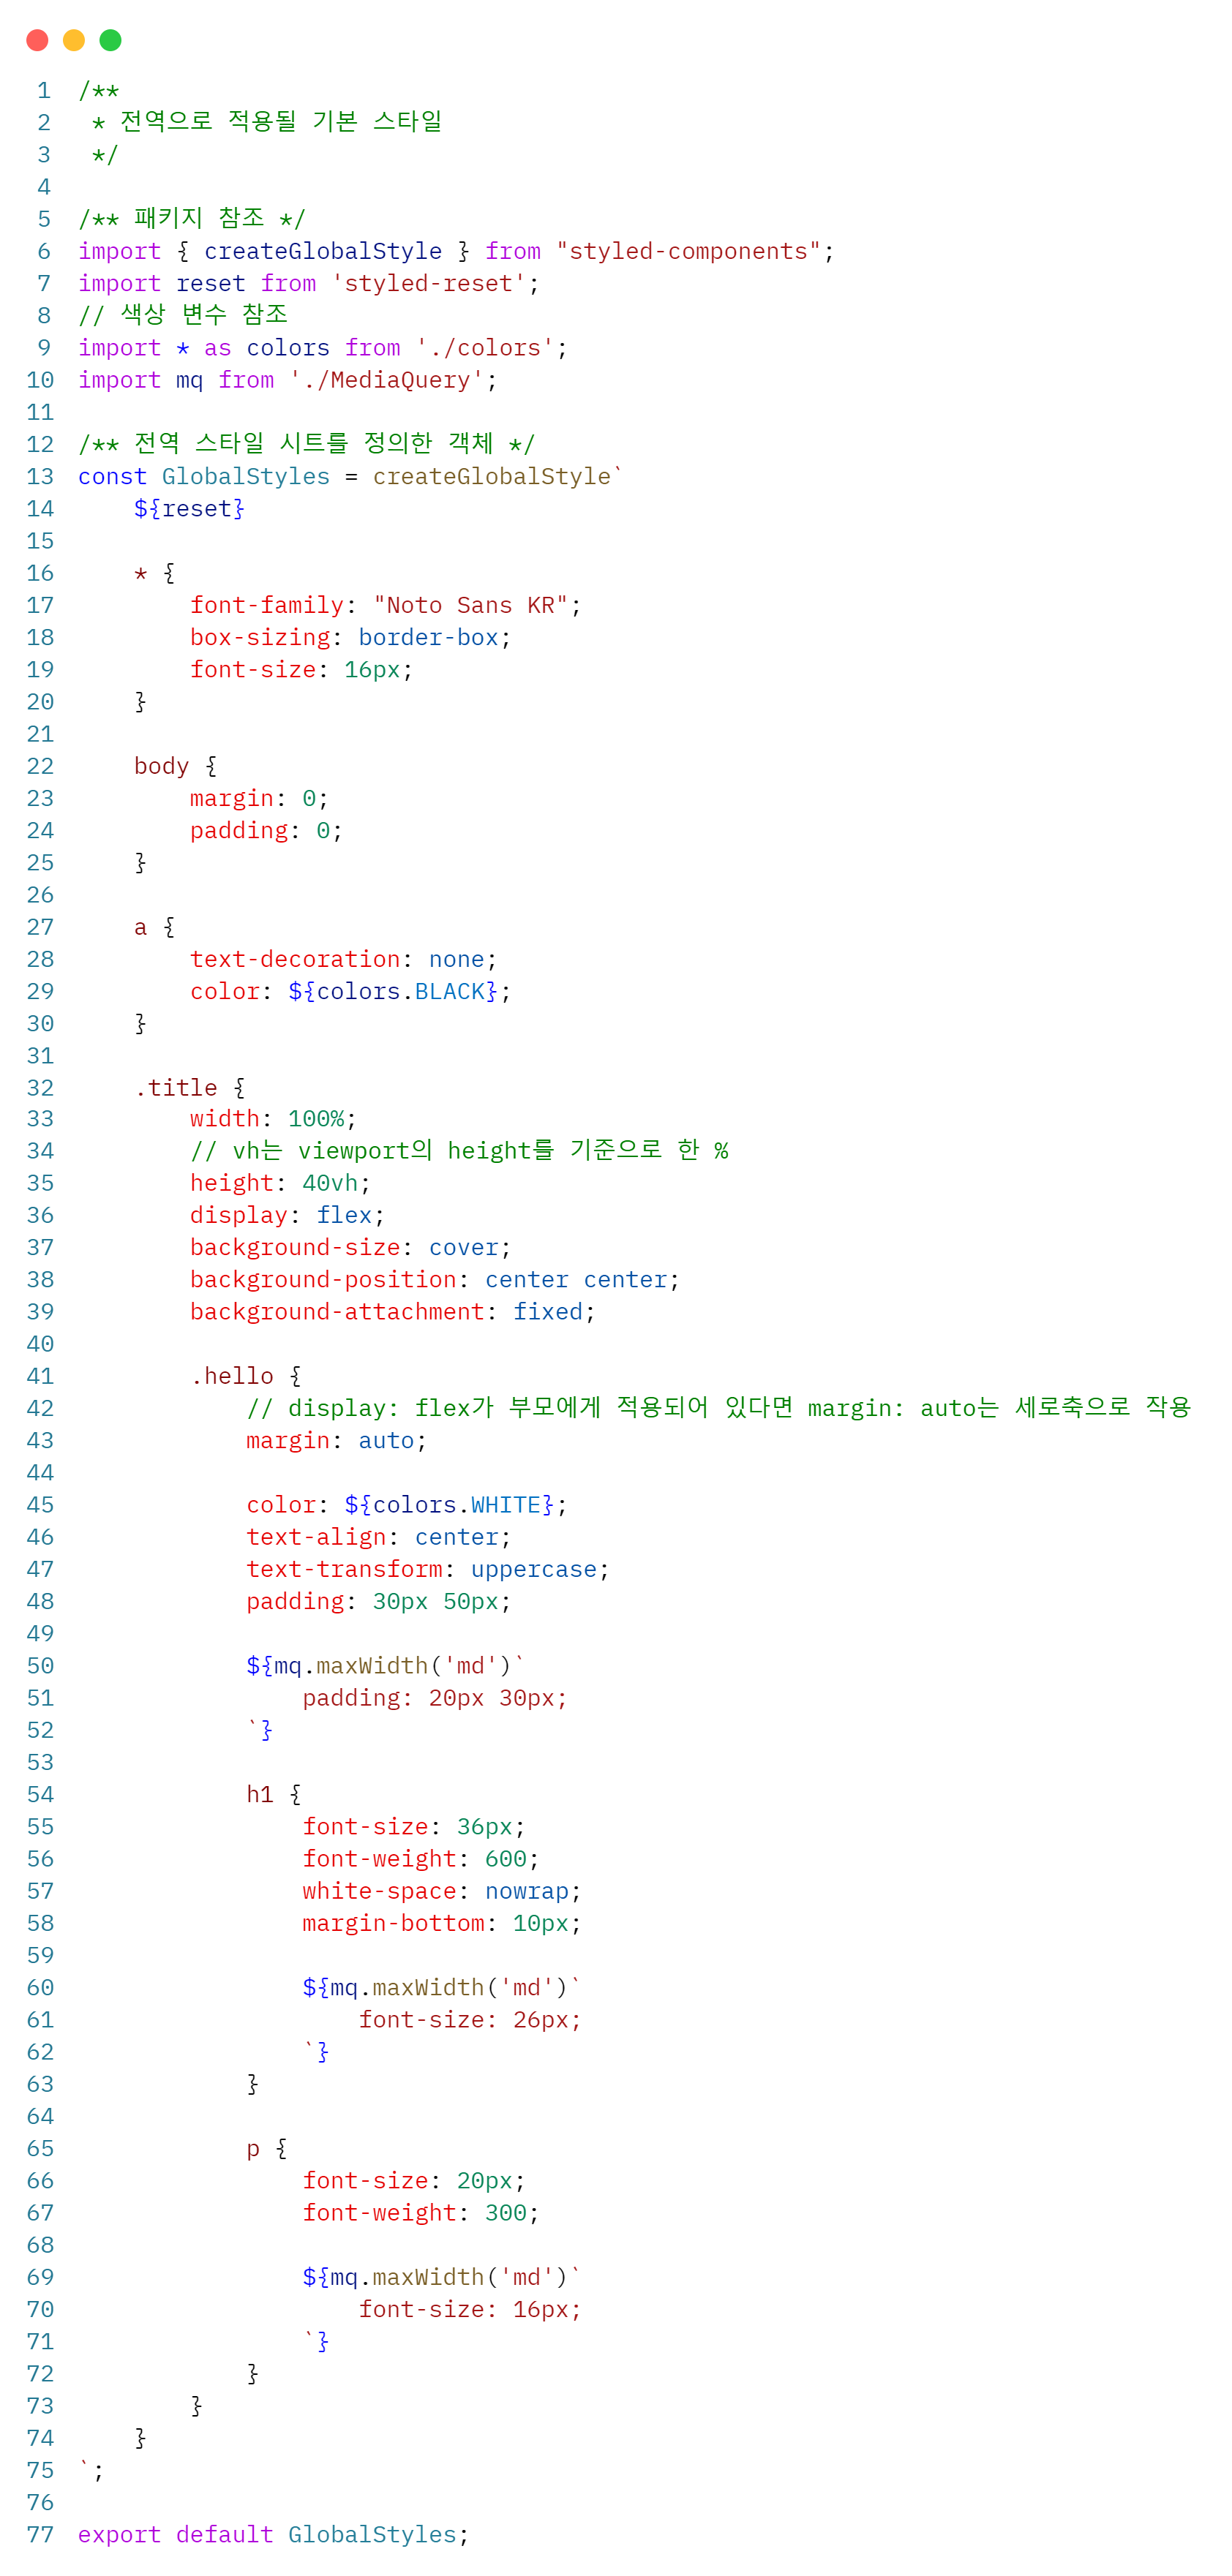 1 /**
2  * 전역으로 적용될 기본 스타일
3  */
4
5 /** 패키지 참조 */
6 import { createGlobalStyle } from "styled-components";
7 import reset from 'styled-reset';
8 // 색상 변수 참조
9 import * as colors from './colors';
10 import mq from './MediaQuery';
11
12 /** 전역 스타일 시트를 정의한 객체 */
13 const GlobalStyles = createGlobalStyle`
14     ${reset}
15
16     * {
17         font-family: "Noto Sans KR";
18         box-sizing: border-box;
19         font-size: 16px;
20     }
21
22     body {
23         margin: 0;
24         padding: 0;
25     }
26
27     a {
28         text-decoration: none;
29         color: ${colors.BLACK};
30     }
31
32     .title {
33         width: 100%;
34         // vh는 viewport의 height를 기준으로 한 %
35         height: 40vh;
36         display: flex;
37         background-size: cover;
38         background-position: center center;
39         background-attachment: fixed;
40
41         .hello {
42             // display: flex가 부모에게 적용되어 있다면 margin: auto는 세로축으로 작용
43             margin: auto;
44
45             color: ${colors.WHITE};
46             text-align: center;
47             text-transform: uppercase;
48             padding: 30px 50px;
49
50             ${mq.maxWidth('md')`
51                 padding: 20px 30px;
52             `}
53
54             h1 {
55                 font-size: 36px;
56                 font-weight: 600;
57                 white-space: nowrap;
58                 margin-bottom: 10px;
59
60                 ${mq.maxWidth('md')`
61                     font-size: 26px;
62                 `}
63             }
64
65             p {
66                 font-size: 20px;
67                 font-weight: 300;
68
69                 ${mq.maxWidth('md')`
70                     font-size: 16px;
71                 `}
72             }
73         }
74     }
75 `;
76
77 export default GlobalStyles;